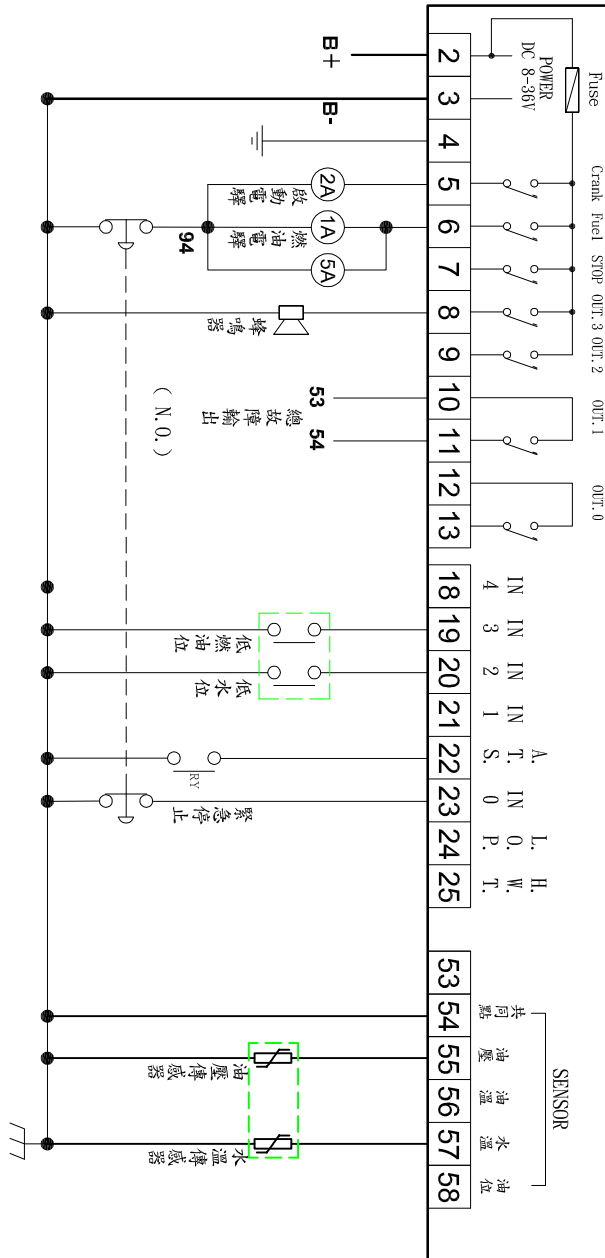 Fuse
Crank
Fuel
STOP
OUT.3
OUT.2
OUT.1
OUT.0
POWER
DC 8-36V
IN 4
IN 3
IN 2
IN 1
A.T.S.
IN 0
L.O.P.
H.W.T.
SENSOR
共同點
油壓
油溫
水溫
油位
2
3
4
5
6
7
8
9
10
11
12
13
18
19
20
21
22
23
24
25
53
54
55
56
57
58
B+
B-
2A
啟動電驛
1A
燃油電驛
5A
94
蜂鳴器
53
54
總故障輸出
(N.O.)
低燃油位
低水位
RY
緊急停止
油壓傳感器
水溫傳感器